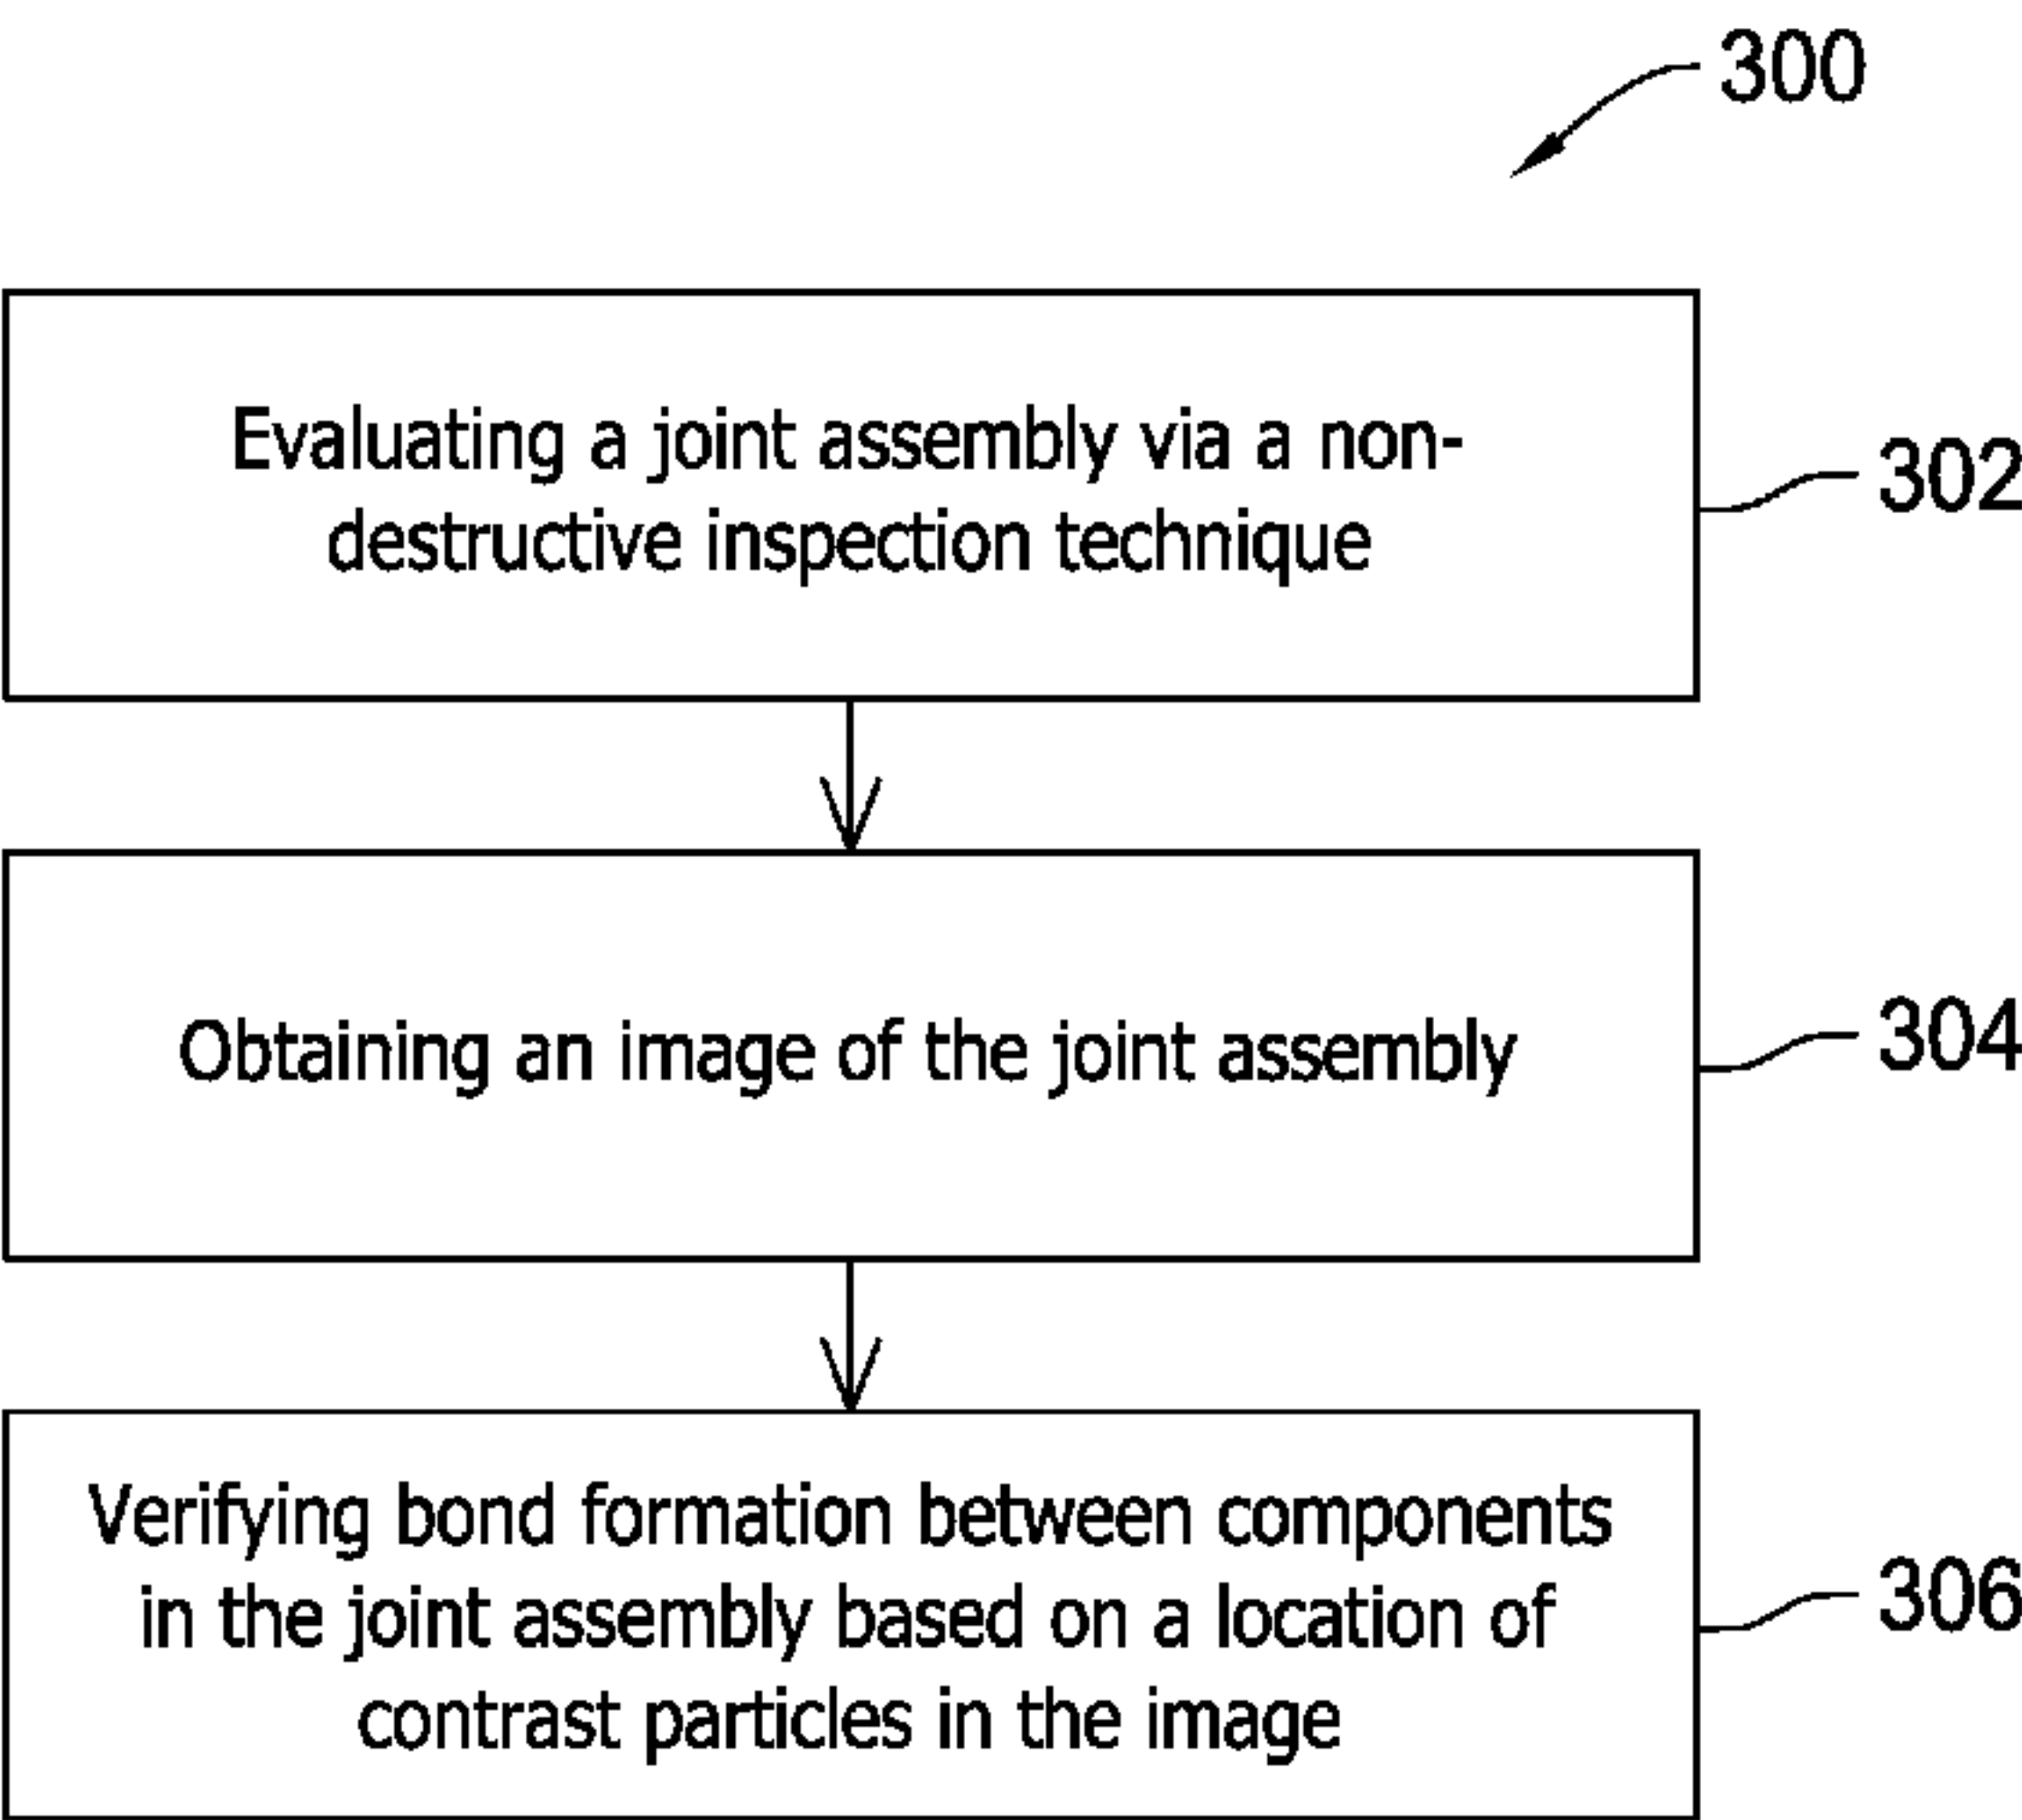 300
Evaluating a joint assembly via a non-
destructive inspection technique
302
Obtaining an image of the joint assembly
304
Verifying bond formation between components
in the joint assembly based on a location of
contrast particles in the image
306